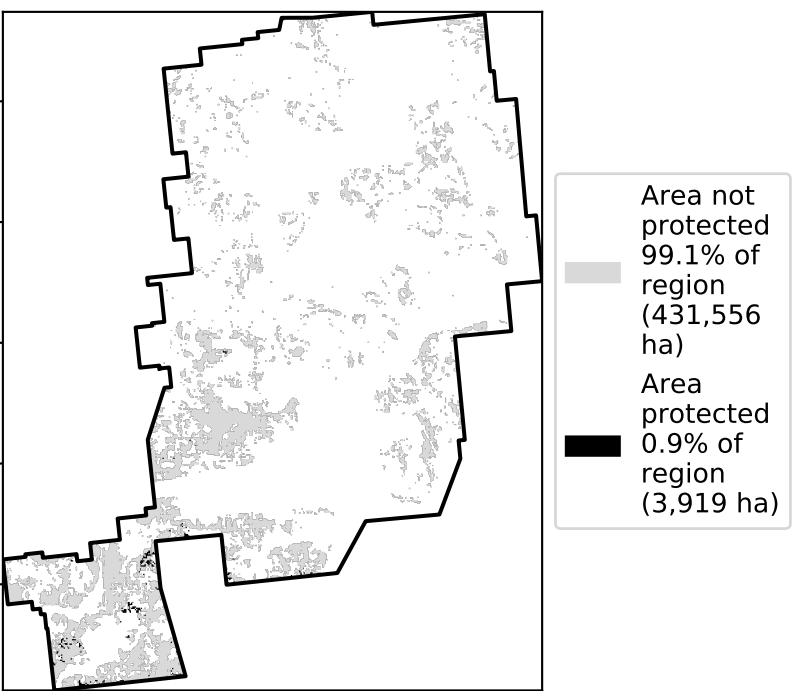 Area not
protected
99.1% of
region
(431,556
ha)
Area
protected
0.9% of
region
(3,919 ha)